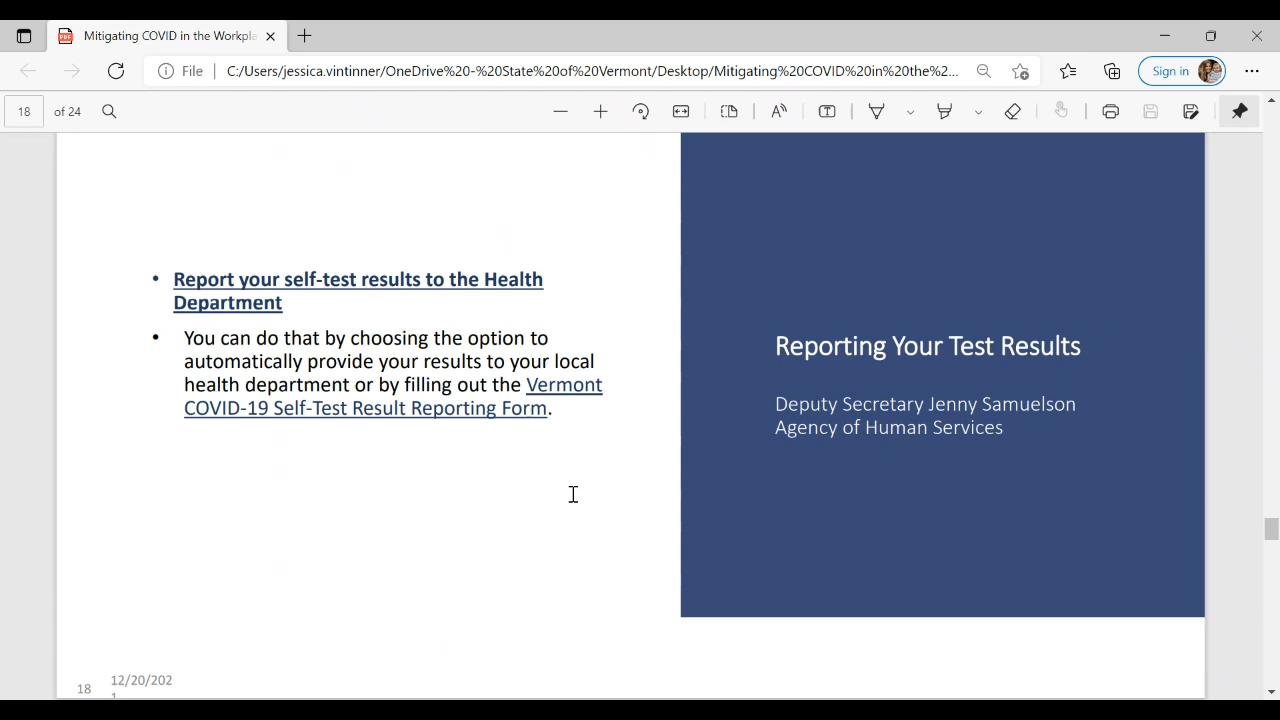 Mitigating COVID in the Workpla
File
C:/Users/jessica.vintinner/OneDrive%20-%20State%20of%20Vermont/Desktop/Mitigating%20COVID%20in%20the%2...
Sign in
18 of 24
• Report your self-test results to the Health
Department
• You can do that by choosing the option to
automatically provide your results to your local
health department or by filling out the Vermont
COVID-19 Self-Test Result Reporting Form.
Reporting Your Test Results
Deputy Secretary Jenny Samuelson
Agency of Human Services
18
12/20/202
1